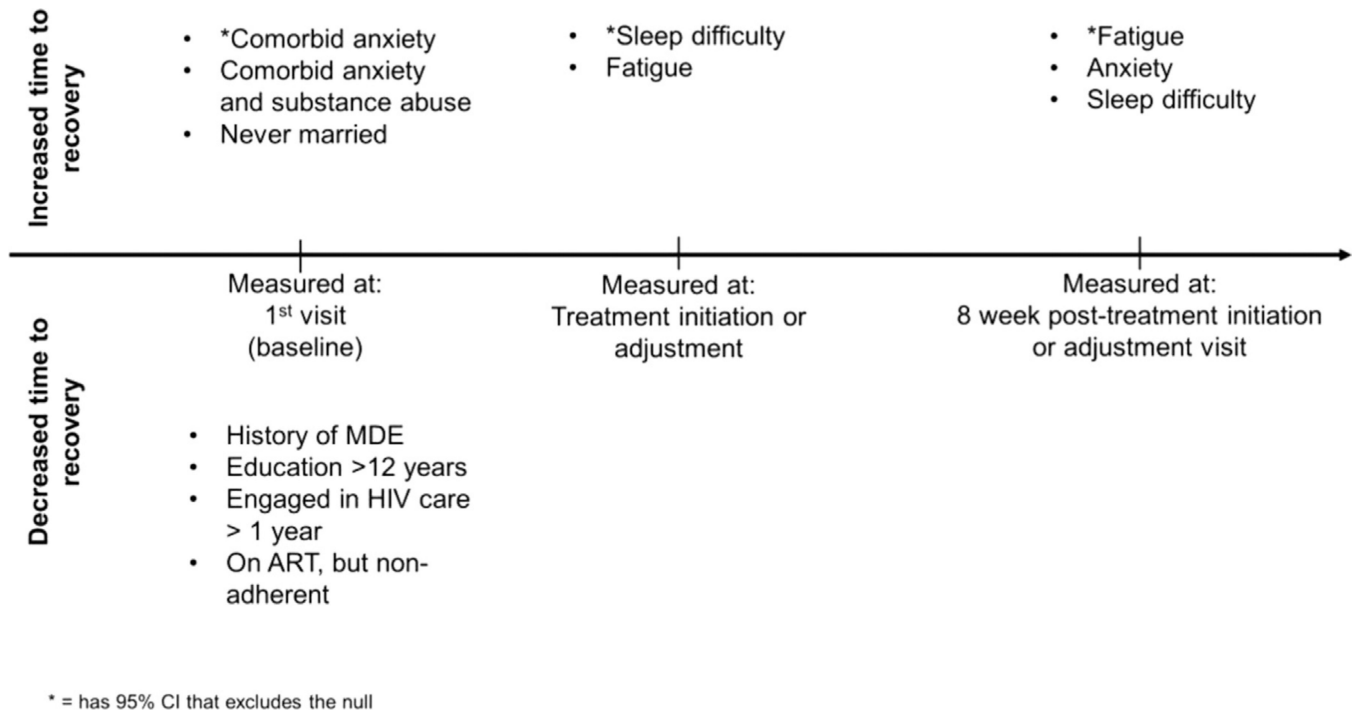 Increased time to
recovery
• *Comorbid anxiety
• Comorbid anxiety
and substance abuse
• Never married
• *Sleep difficulty
• Fatigue
• *Fatigue
• Anxiety
• Sleep difficulty
Measured at:
1st visit
(baseline)
Measured at:
Treatment initiation or
adjustment
Measured at:
8 week post-treatment initiation
or adjustment visit
Decreased time to
recovery
• History of MDE
• Education >12 years
• Engaged in HIV care
> 1 year
• On ART, but non-
adherent
* = has 95% CI that excludes the null